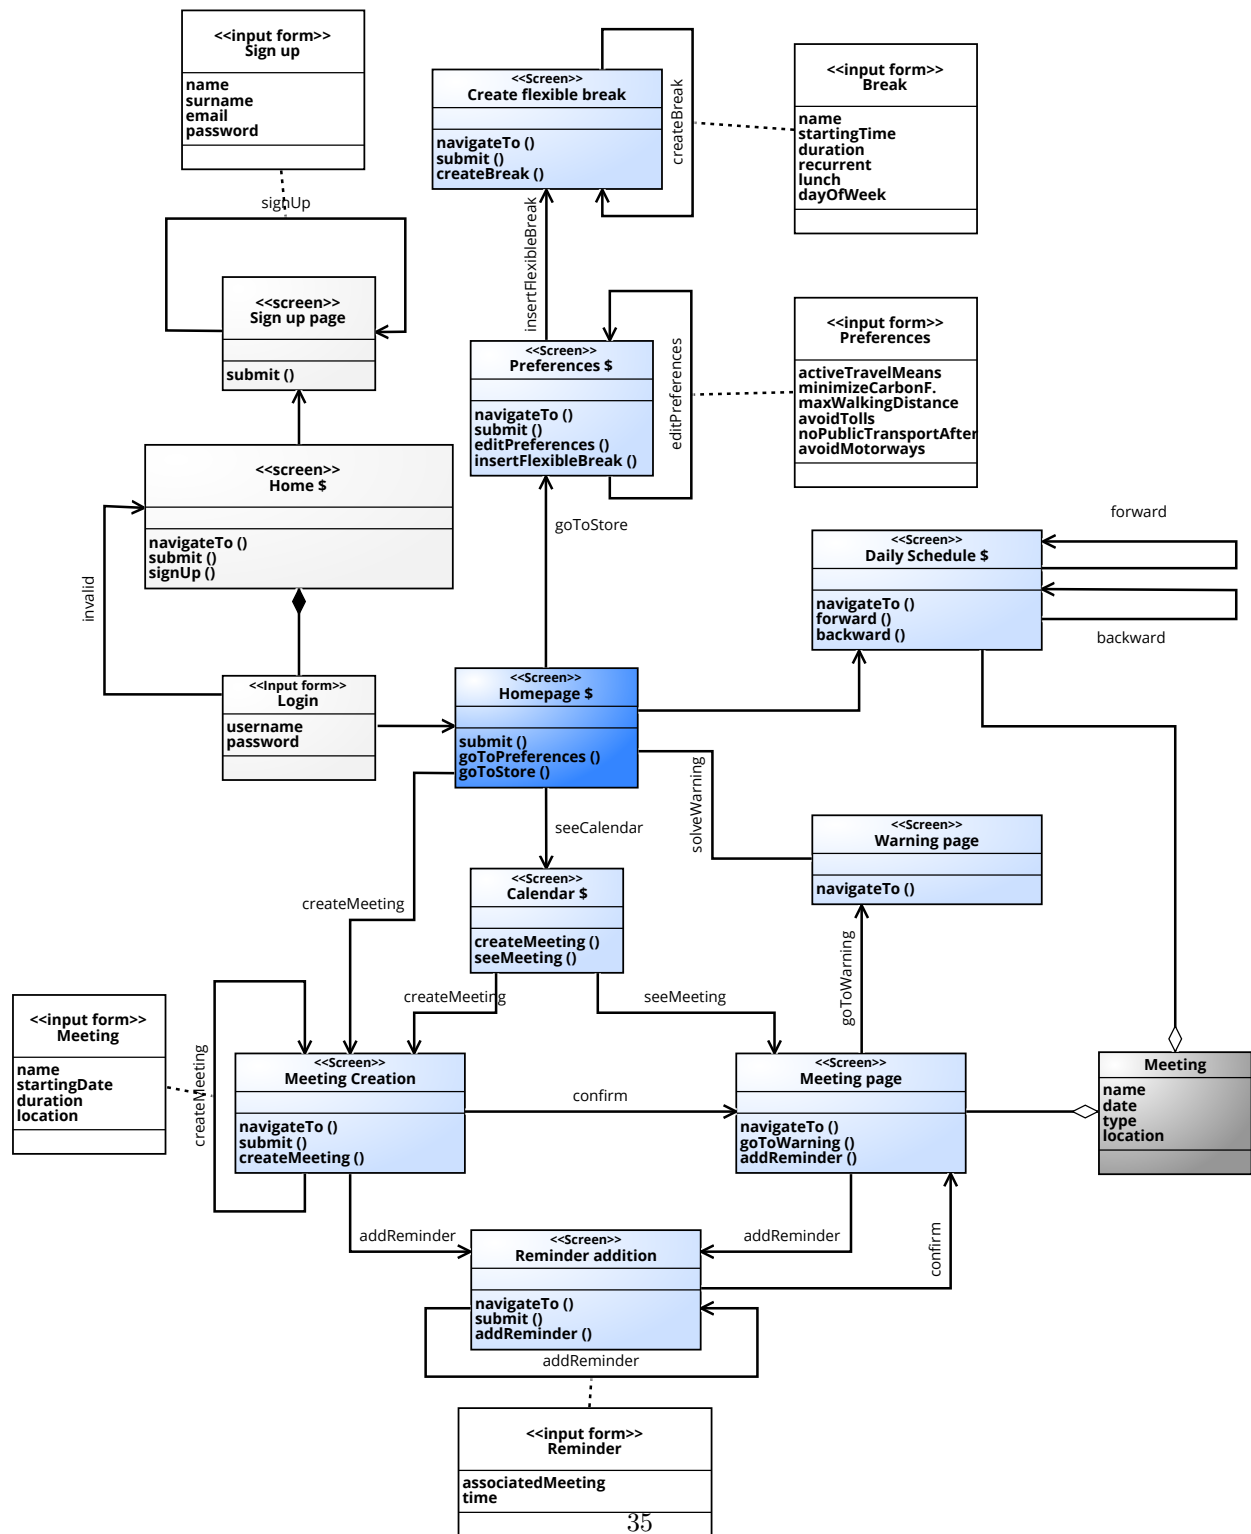 <<input form>>
Sign up
name
surname
email
password
signUp
<<screen>>
Sign up page
submit ()
<<screen>>
Home $
navigateTo ()
submit ()
signUp ()
invalid
<<Input form>>
Login
username
password
<<Screen>>
Create flexible break
navigateTo ()
submit ()
createBreak ()
createBreak
<<input form>>
Break
name
startingTime
duration
recurrent
lunch
dayOfWeek
insertFlexibleBreak
<<Screen>>
Preferences $
navigateTo ()
submit ()
editPreferences ()
insertFlexibleBreak ()
editPreferences
<<input form>>
Preferences
activeTravelMeans
minimizeCarbonF.
maxWalkingDistance
avoidTolls
noPublicTransportAfter
avoidMotorways
goToStore
<<Screen>>
Daily Schedule $
navigateTo ()
forward ()
backward ()
forward
backward
<<Screen>>
Homepage $
submit ()
goToPreferences ()
goToStore ()
solveWarning
seeCalendar
<<Screen>>
Warning page
navigateTo ()
createMeeting
<<Screen>>
Calendar $
createMeeting ()
seeMeeting ()
goToWarning
createMeeting
seeMeeting
<<input form>>
Meeting
name
startingDate
duration
location
createMeeting
<<Screen>>
Meeting Creation
navigateTo ()
submit ()
createMeeting ()
confirm
<<Screen>>
Meeting page
navigateTo ()
goToWarning ()
addReminder ()
Meeting
name
date
type
location
addReminder
addReminder
confirm
<<Screen>>
Reminder addition
navigateTo ()
submit ()
addReminder ()
addReminder
<<input form>>
Reminder
associatedMeeting
time
35